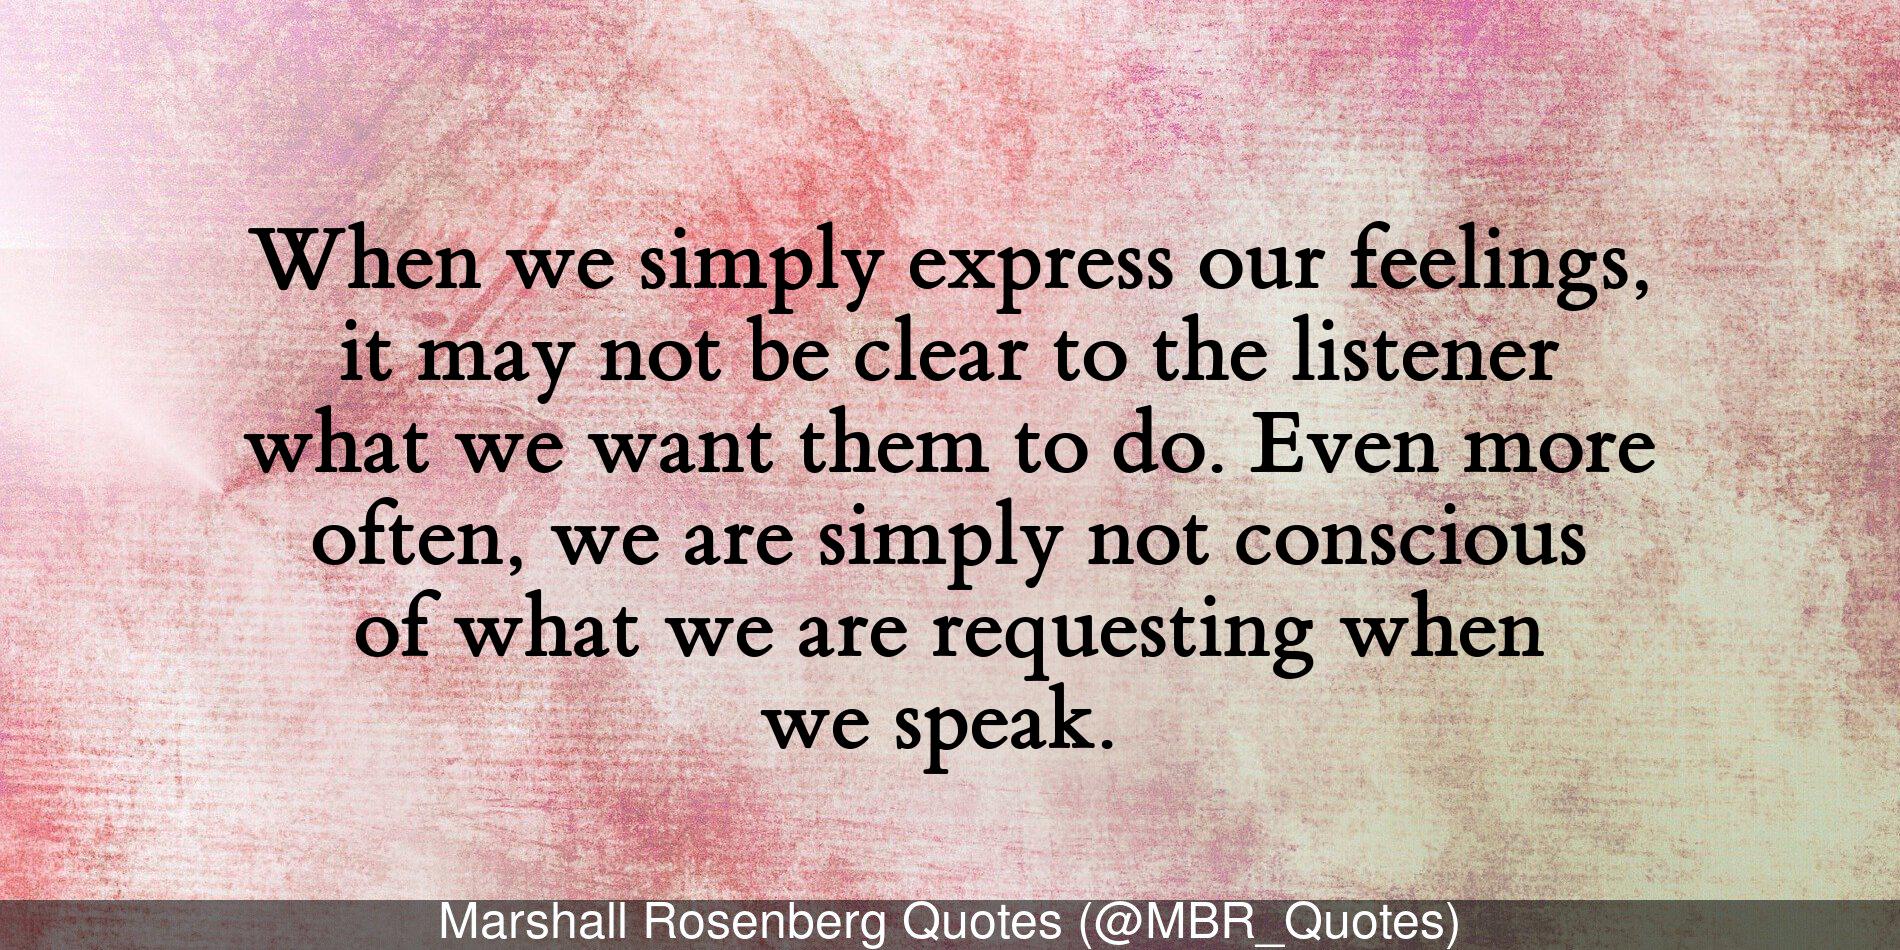 When we simply express our feelings,
it may not be clear to the listener
what we want them to do. Even more
often, we are simply not conscious
of what we are requesting when
we speak.
Marshall Rosenberg Quotes (@MBR_Quotes)